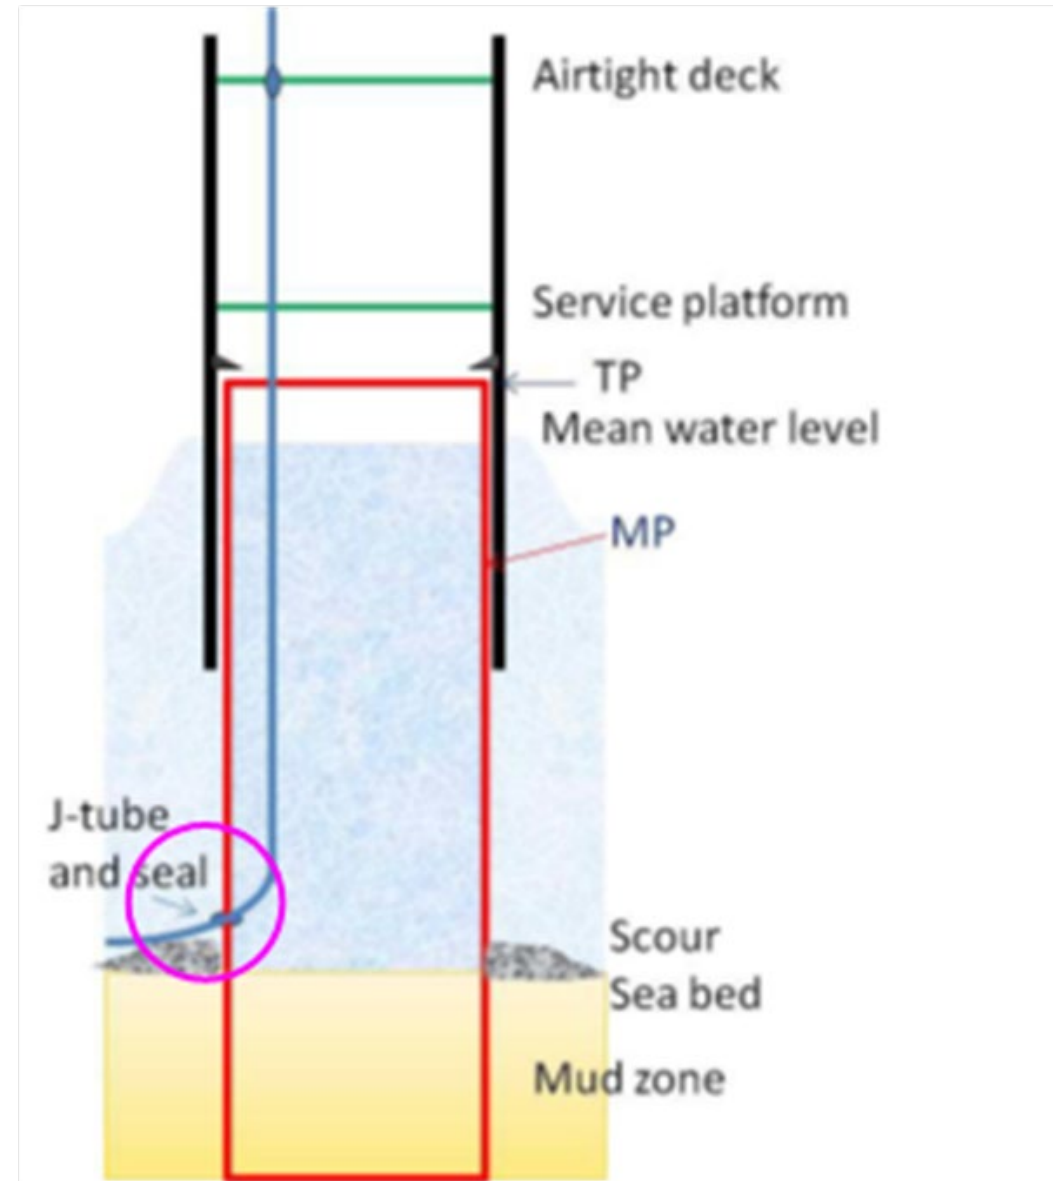 Airtight deck
Service platform
TP
Mean water level
MP
J-tube
and seal
Scour
Sea bed
Mud zone